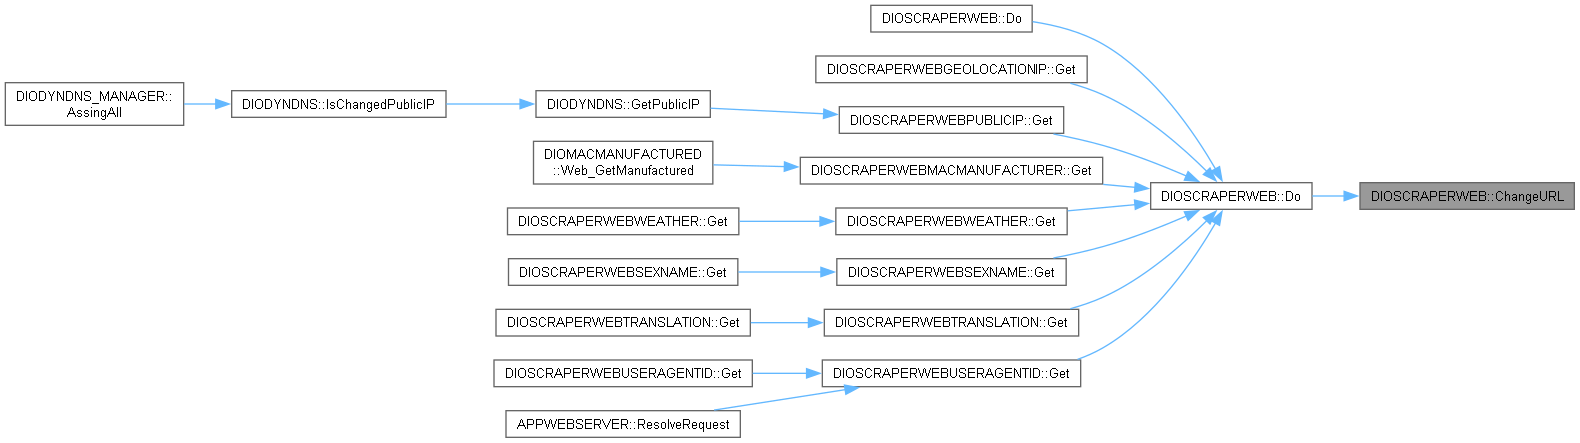 DIOSCRAPERWEB::Do
DIOSCRAPERWEBGEOLOCATIONIP::Get
DIODYNDNS_MANAGER::
AssingAll
DIODYNDNS::IsChangedPublicIP
DIODYNDNS::GetPublicIP
DIOSCRAPERWEBPUBLICIP::Get
DIOMACMANUFACTURED
::Web_GetManufactured
DIOSCRAPERWEBMACMANUFACTURER::Get
DIOSCRAPERWEB::Do
DIOSCRAPERWEB::ChangeURL
DIOSCRAPERWEBWEATHER::Get
DIOSCRAPERWEBWEATHER::Get
DIOSCRAPERWEBSEXNAME::Get
DIOSCRAPERWEBSEXNAME::Get
DIOSCRAPERWEBTRANSLATION::Get
DIOSCRAPERWEBTRANSLATION::Get
DIOSCRAPERWEBUSERAGENTID::Get
DIOSCRAPERWEBUSERAGENTID::Get
APPWEBSERVER::ResolveRequest